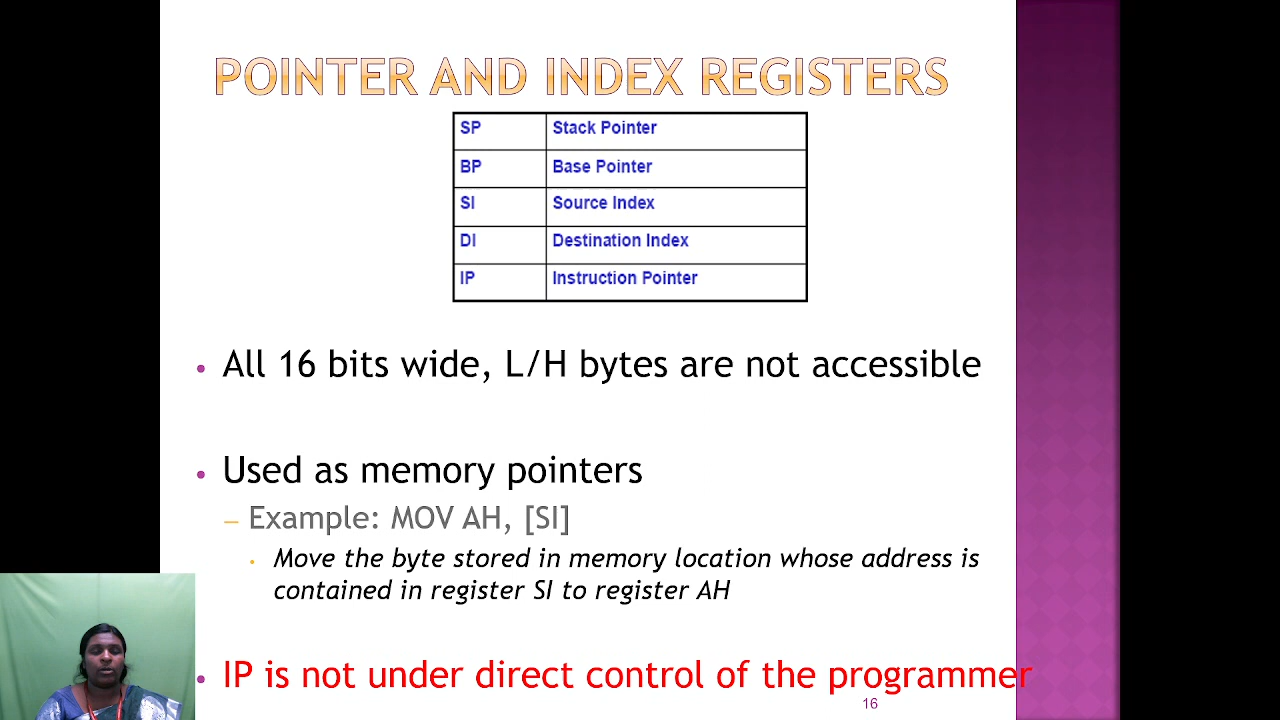 POINTER AND INDEX REGISTERS
SP Stack Pointer
BP Base Pointer
SI Source Index
DI Destination Index
IP Instruction Pointer
• All 16 bits wide, L/H bytes are not accessible
• Used as memory pointers
– Example: MOV AH, [SI]
• Move the byte stored in memory location whose address is
contained in register SI to register AH
• IP is not under direct control of the programmer
16